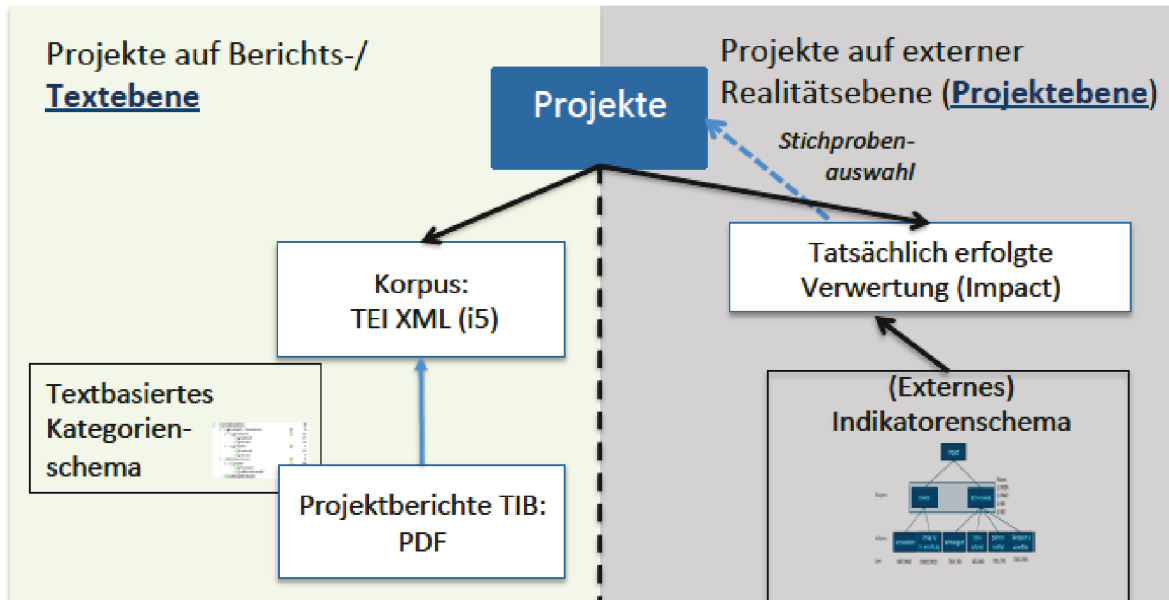 Projekte auf Berichts-/
Textebene
Projekte auf externer
Realitätsebene (Projektebene)
Projekte
Stichproben-
auswahl
Tatsächlich erfolgte
Verwertung (Impact)
Korpus:
TEI XML (i5)
Textbasiertes
Kategorien-
schema
Projektberichte TIB:
PDF
(Externes)
Indikatorenschema